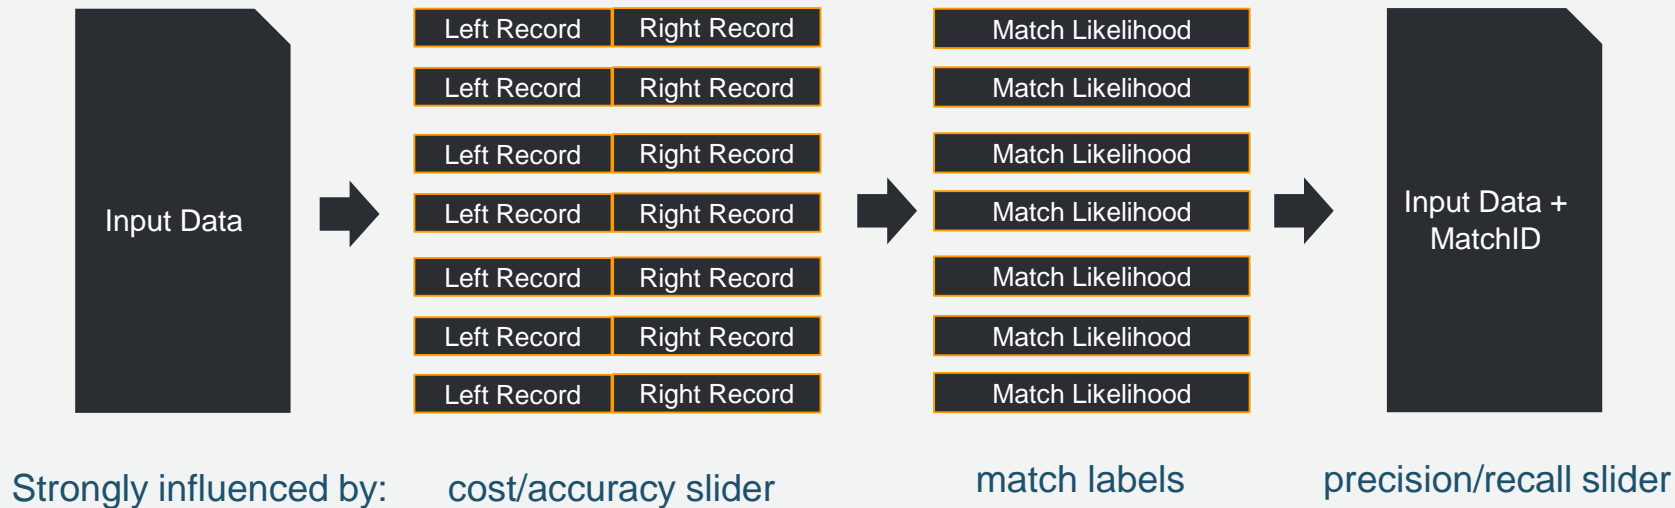 Input Data
Left Record Right Record
Left Record Right Record
Left Record Right Record
Left Record Right Record
Left Record Right Record
Left Record Right Record
Left Record Right Record
Match Likelihood
Match Likelihood
Match Likelihood
Match Likelihood
Match Likelihood
Match Likelihood
Match Likelihood
Input Data +
MatchID
Strongly influenced by:
cost/accuracy slider
match labels
precision/recall slider